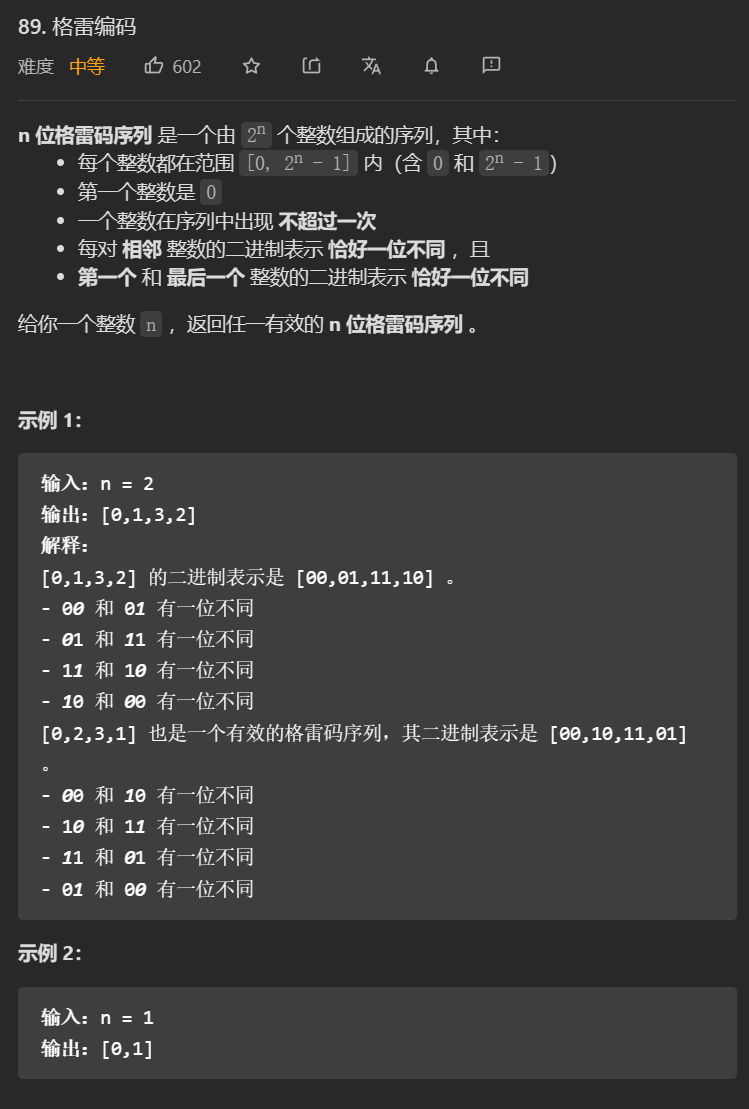 89. 格雷编码
难度 中等 602
n 位格雷码序列 是一个由 2ⁿ 个整数组成的序列，其中：
• 每个整数都在范围 [0, 2ⁿ - 1] 内（含 0 和 2ⁿ - 1）
• 第一个整数是 0
• 一个整数在序列中出现 不超过一次
• 每对 相邻 整数的二进制表示 恰好一位不同 ，且
• 第一个 和 最后一个 整数的二进制表示 恰好一位不同
给你一个整数 n ，返回任一有效的 n 位格雷码序列 。
示例 1：
输入：n = 2
输出：[0,1,3,2]
解释：
[0,1,3,2] 的二进制表示是 [00,01,11,10] 。
- 00 和 01 有一位不同
- 01 和 11 有一位不同
- 11 和 10 有一位不同
- 10 和 00 有一位不同
[0,2,3,1] 也是一个有效的格雷码序列，其二进制表示是 [00,10,11,01]
。
- 00 和 10 有一位不同
- 10 和 11 有一位不同
- 11 和 01 有一位不同
- 01 和 00 有一位不同
示例 2：
输入：n = 1
输出：[0,1]